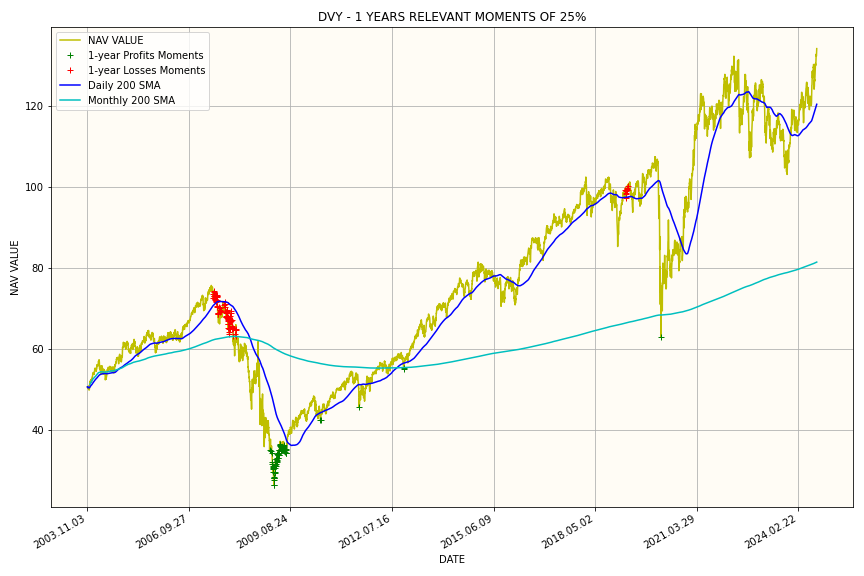 DVY - 1 YEARS RELEVANT MOMENTS OF 25%
NAV VALUE
1-year Profits Moments
1-year Losses Moments
Daily 200 SMA
Monthly 200 SMA
120
100
80
60
40
NAV VALUE
2003.11.03
2006.09.27
2009.08.24
2012.07.16
2015.06.09
2018.05.02
2021.03.29
2024.02.22
DATE